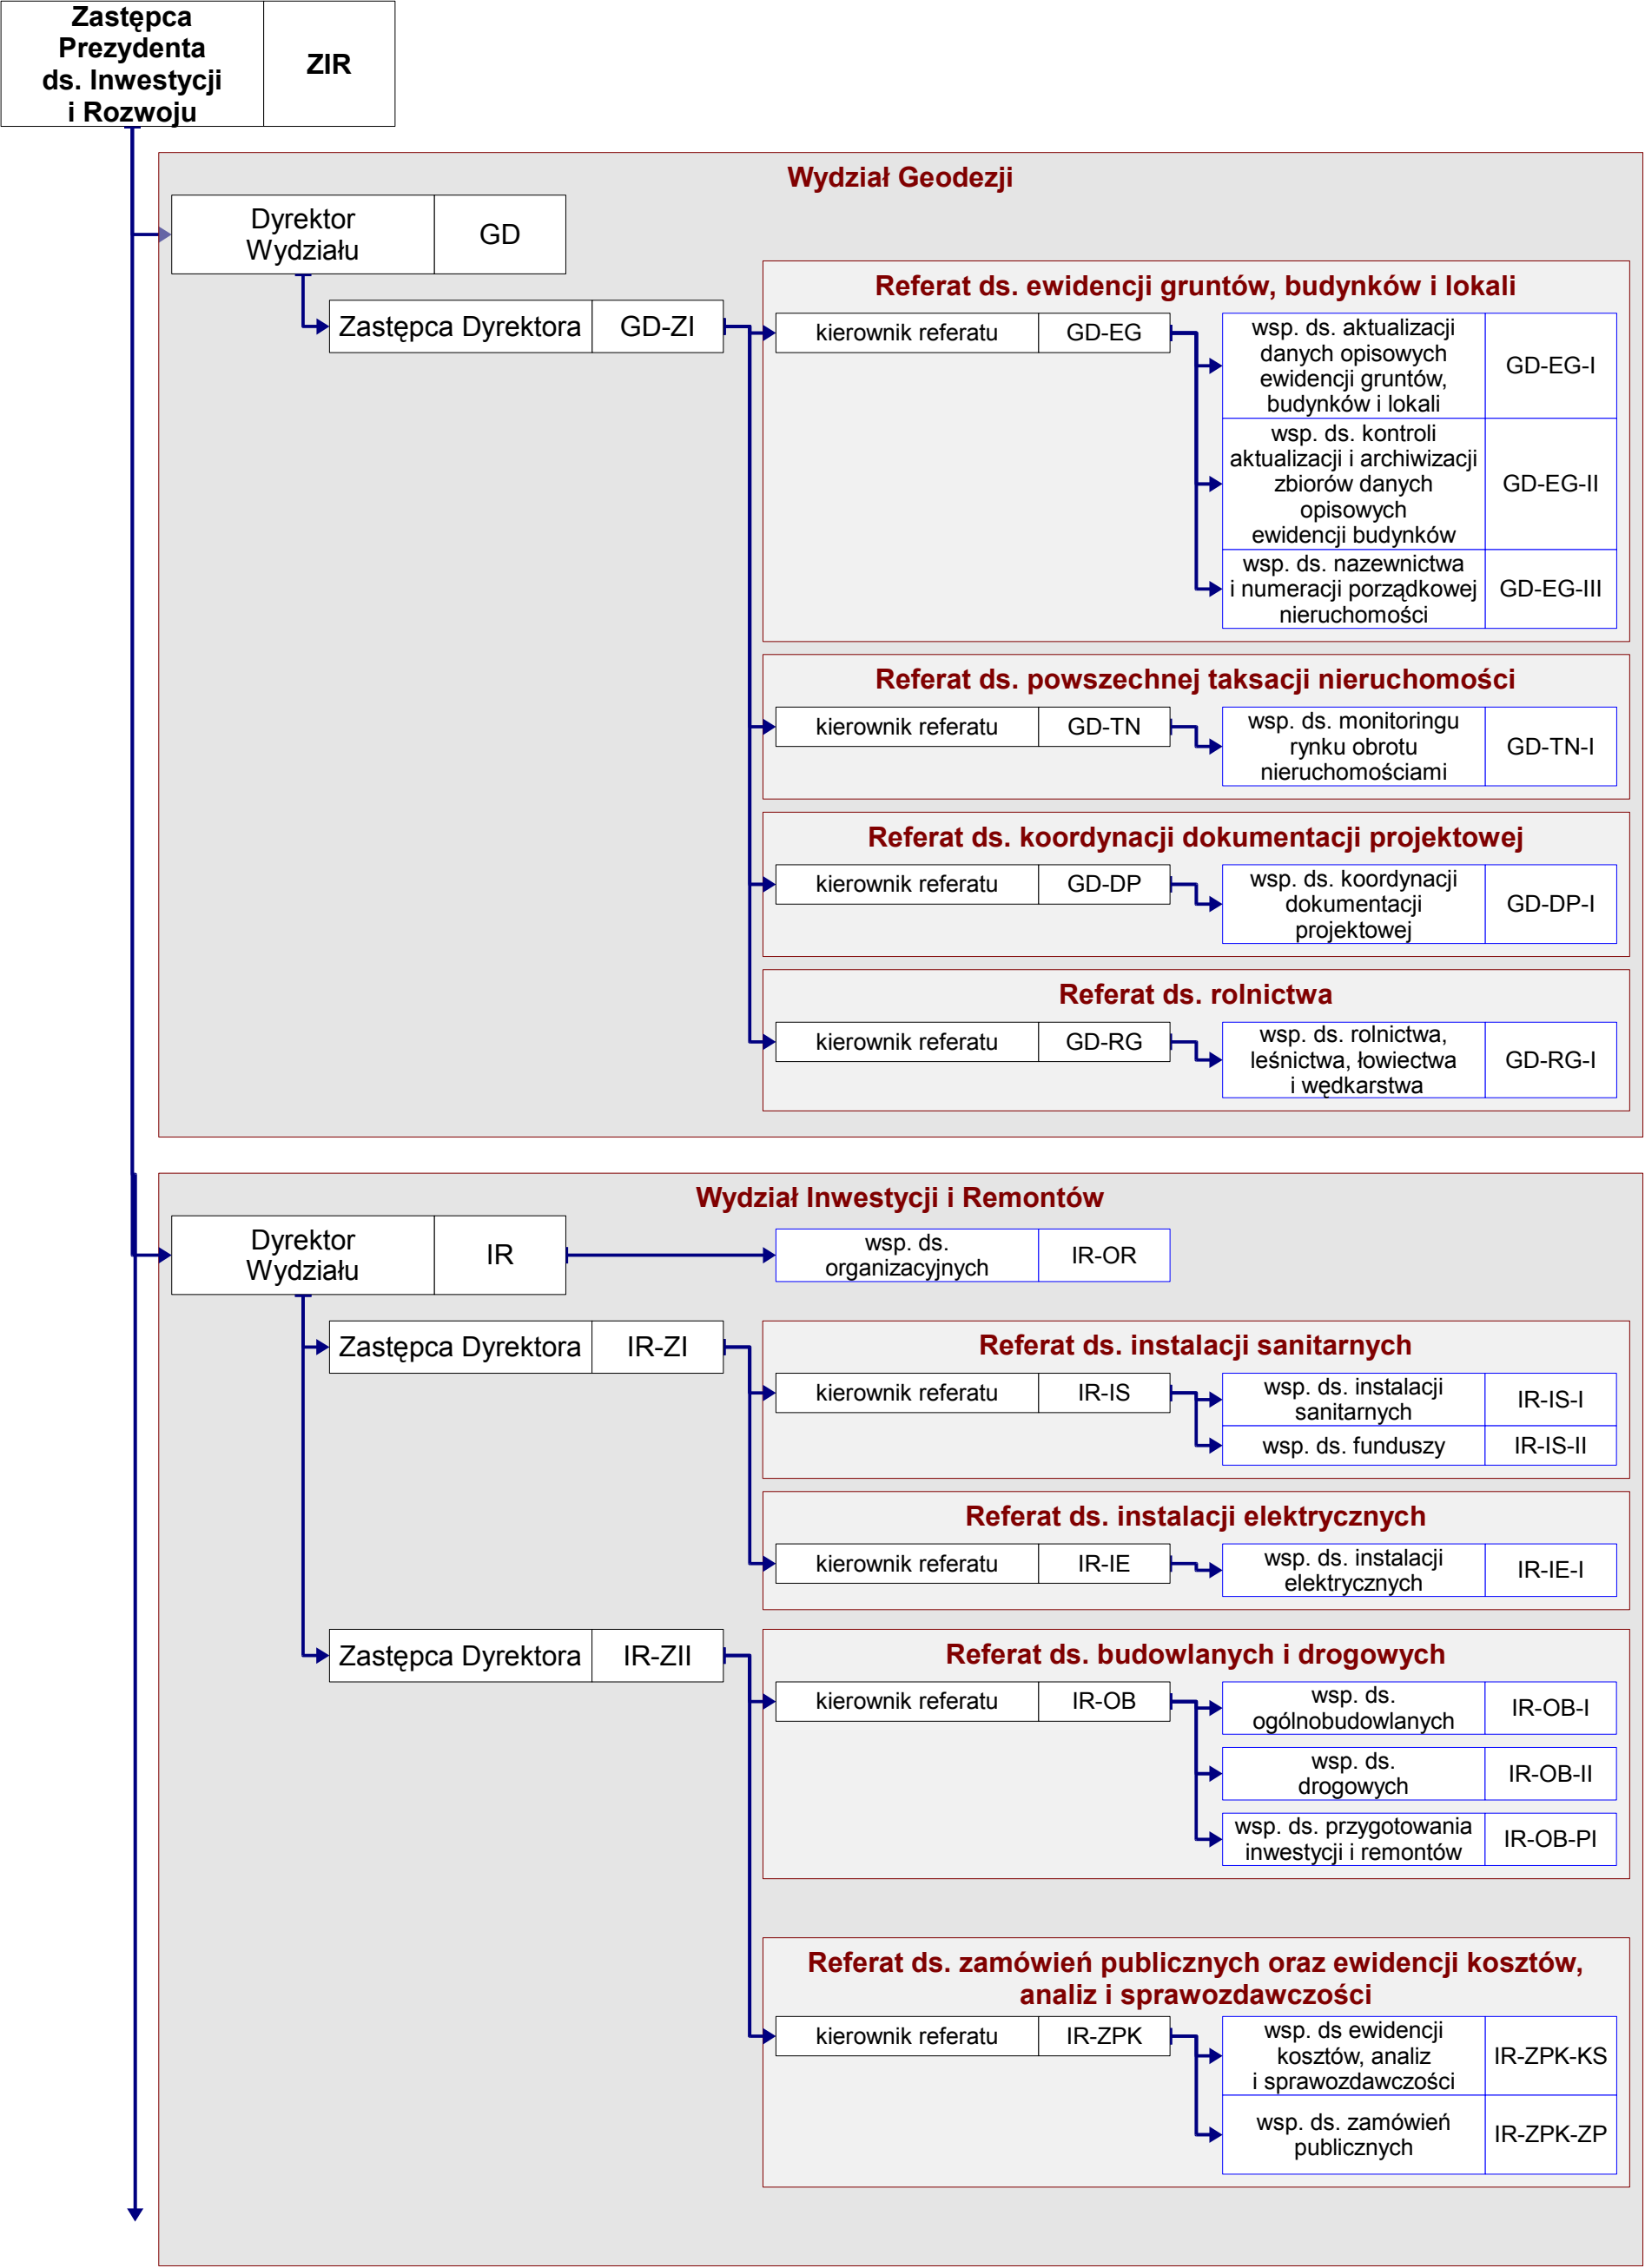 Zastępca
Prezydenta
ds. Inwestycji
i Rozwoju
ZIR
Wydział Geodezji
Dyrektor
Wydziału
GD
Zastępca Dyrektora
GD-ZI
Referat ds. ewidencji gruntów, budynków i lokali
kierownik referatu
GD-EG
wsp. ds. aktualizacji
danych opisowych
ewidencji gruntów,
budynków i lokali
GD-EG-I
wsp. ds. kontroli
aktualizacji i archiwizacji
zbiorów danych
opisowych
ewidencji budynków
GD-EG-II
wsp. ds. nazewnictwa
i numeracji porządkowej
nieruchomości
GD-EG-III
Referat ds. powszechnej taksacji nieruchomości
kierownik referatu
GD-TN
wsp. ds. monitoringu
rynku obrotu
nieruchomościami
GD-TN-I
Referat ds. koordynacji dokumentacji projektowej
kierownik referatu
GD-DP
wsp. ds. koordynacji
dokumentacji
projektowej
GD-DP-I
Referat ds. rolnictwa
kierownik referatu
GD-RG
wsp. ds. rolnictwa,
leśnictwa, łowiectwa
i wędkarstwa
GD-RG-I
Wydział Inwestycji i Remontów
Dyrektor
Wydziału
IR
wsp. ds.
organizacyjnych
IR-OR
Zastępca Dyrektora
IR-ZI
Referat ds. instalacji sanitarnych
kierownik referatu
IR-IS
wsp. ds. instalacji
sanitarnych
IR-IS-I
wsp. ds. funduszy
IR-IS-II
Referat ds. instalacji elektrycznych
kierownik referatu
IR-IE
wsp. ds. instalacji
elektrycznych
IR-IE-I
Zastępca Dyrektora
IR-ZII
Referat ds. budowlanych i drogowych
kierownik referatu
IR-OB
wsp. ds.
ogólnobudowlanych
IR-OB-I
wsp. ds.
drogowych
IR-OB-II
wsp. ds. przygotowania
inwestycji i remontów
IR-OB-PI
Referat ds. zamówień publicznych oraz ewidencji kosztów,
analiz i sprawozdawczości
kierownik referatu
IR-ZPK
wsp. ds ewidencji
kosztów, analiz
i sprawozdawczości
IR-ZPK-KS
wsp. ds. zamówień
publicznych
IR-ZPK-ZP